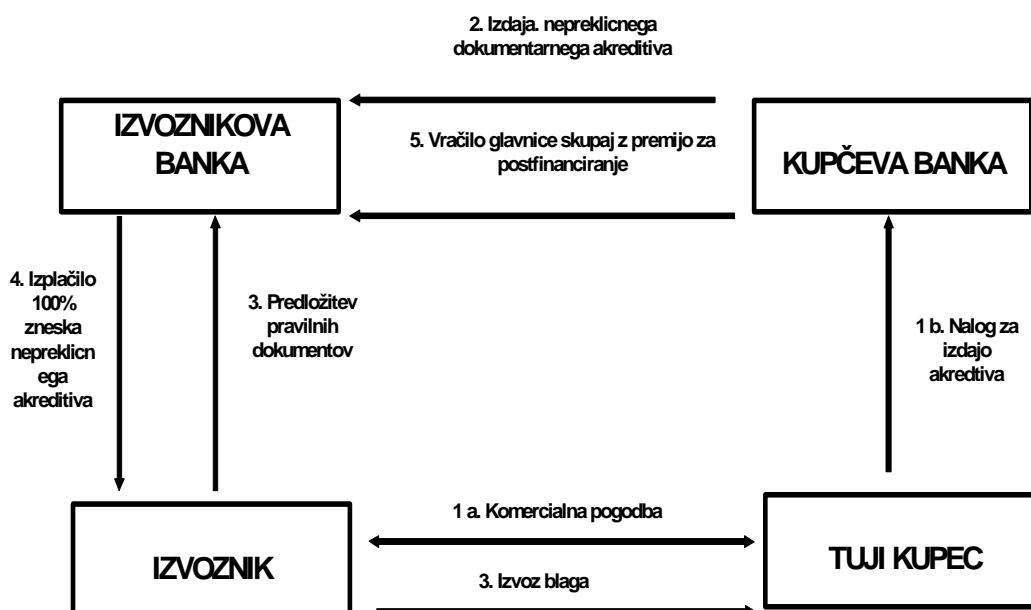 2. Izdaja. nepreklicnega
dokumentarnega akreditiva
IZVOZNIKOVA
BANKA
5. Vračilo glavnice skupaj z premijo za
postfinanciranje
KUPČEVA BANKA
4. Izplačilo
100%
zneska
nepreklicn
ega
akreditiva
3. Predložitev
pravilnih
dokumentov
1 b. Nalog za
izdajo
akredtiva
1 a. Komercialna pogodba
IZVOZNIK
TUJI KUPEC
3. Izvoz blaga